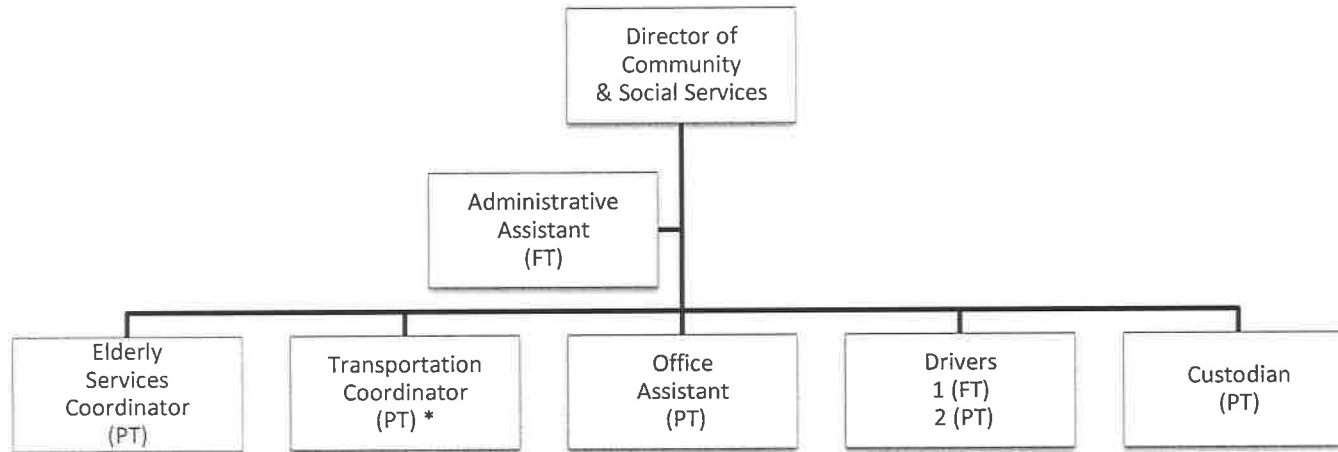 Director of
Community
& Social Services
Administrative
Assistant
(FT)
Elderly
Services
Coordinator
(PT)
Transportation
Coordinator
(PT) *
Office
Assistant
(PT)
Drivers
1 (FT)
2 (PT)
Custodian
(PT)